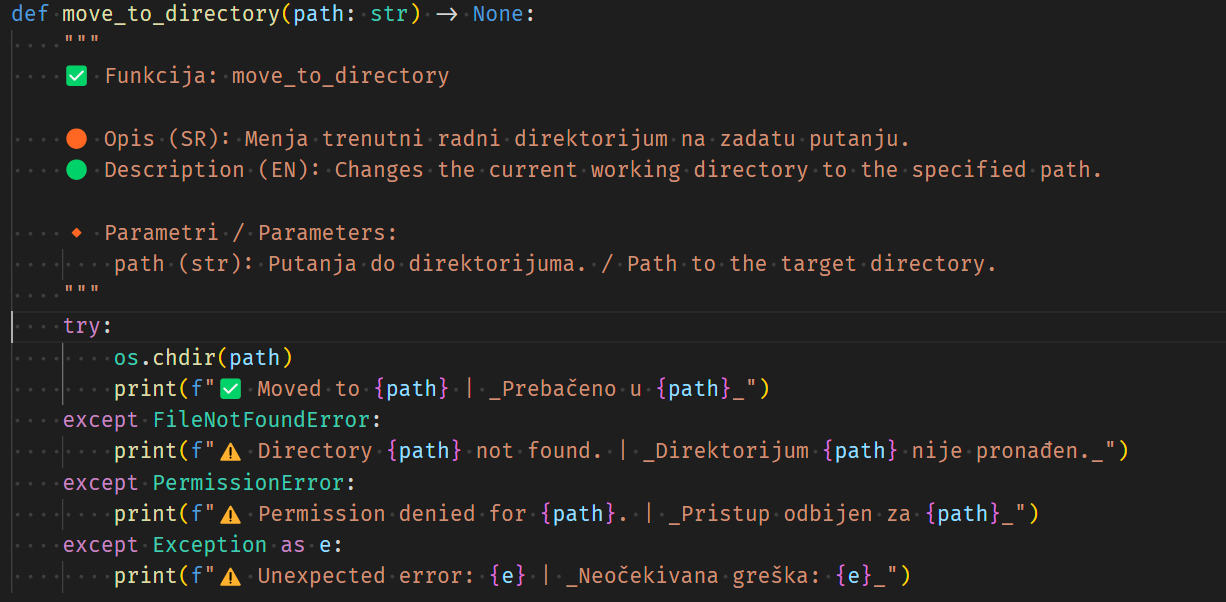 def move_to_directory(path: str) -> None:
    """
    ✅ Funkcija: move_to_directory

    🟠 Opis (SR): Menja trenutni radni direktorijum na zadatu putanju.
    🟢 Description (EN): Changes the current working directory to the specified path.

    🔸 Parametri / Parameters:
        path (str): Putanja do direktorijuma. / Path to the target directory.
    """
    try:
        os.chdir(path)
        print(f"✅ Moved to {path} | _Prebačeno u {path}_")
    except FileNotFoundError:
        print(f"⚠️ Directory {path} not found. | _Direktorijum {path} nije pronađen._")
    except PermissionError:
        print(f"⚠️ Permission denied for {path}. | _Pristup odbijen za {path}_")
    except Exception as e:
        print(f"⚠️ Unexpected error: {e} | _Neočekivana greška: {e}_")